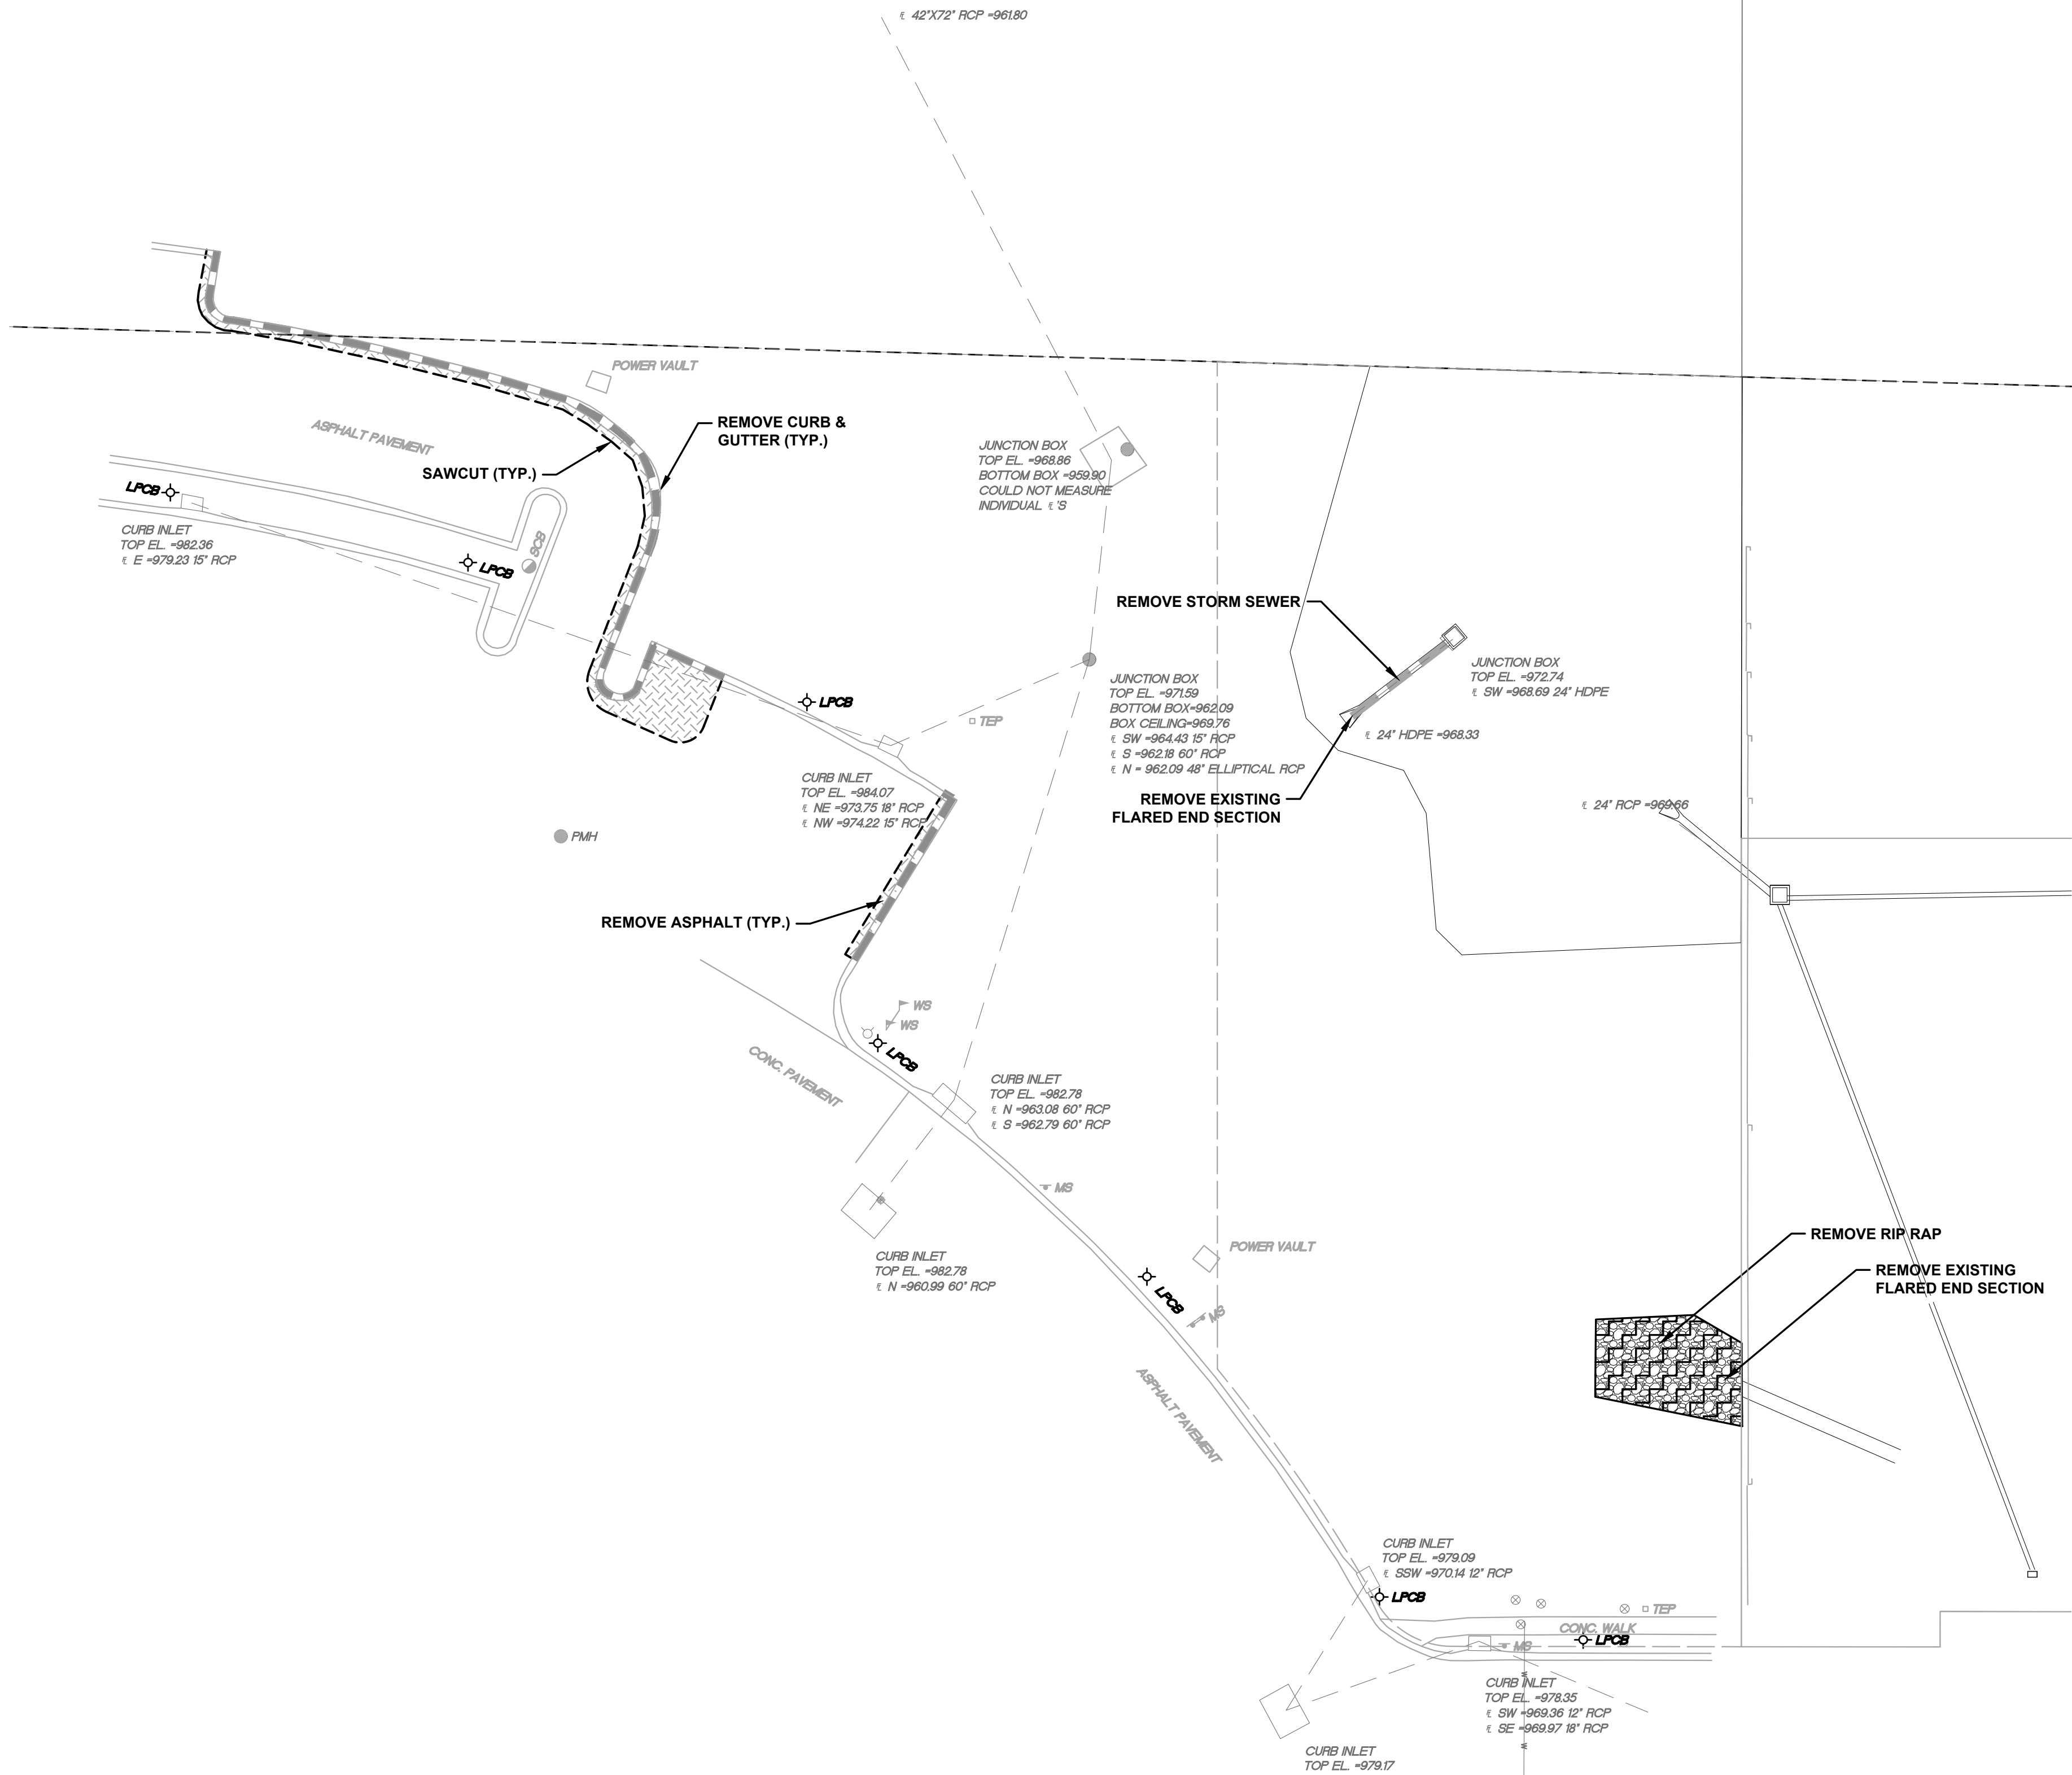 ℄ 42"X72" RCP =961.80
POWER VAULT
REMOVE CURB &
GUTTER (TYP.)
ASPHALT PAVEMENT
SAWCUT (TYP.)
JUNCTION BOX
TOP EL. =968.86
BOTTOM BOX =959.90
COULD NOT MEASURE
INDIVIDUAL ℄'S
LPCB
CURB INLET
TOP EL. =982.36
℄ E =979.23 15" RCP
LPCB
SCB
REMOVE STORM SEWER
JUNCTION BOX
TOP EL. =972.74
℄ SW =968.69 24" HDPE
℄ 24" HDPE =968.33
JUNCTION BOX
TOP EL. =971.59
BOTTOM BOX=962.09
BOX CEILING=969.76
℄ SW =964.43 15" RCP
℄ S =962.18 60" RCP
℄ N = 962.09 48" ELLIPTICAL RCP
LPCB
TEP
REMOVE EXISTING
FLARED END SECTION
CURB INLET
TOP EL. =984.07
℄ NE =973.75 18" RCP
℄ NW =974.22 15" RCP
℄ 24" RCP =969.66
PMH
REMOVE ASPHALT (TYP.)
WS
WS
LPCB
CONC. PAVEMENT
CURB INLET
TOP EL. =982.78
℄ N =963.08 60" RCP
℄ S =962.79 60" RCP
MS
CURB INLET
TOP EL. =982.78
℄ N =960.99 60" RCP
POWER VAULT
LPCB
MS
REMOVE RIP RAP
REMOVE EXISTING
FLARED END SECTION
ASPHALT PAVEMENT
CURB INLET
TOP EL. =979.09
℄ SSW =970.14 12" RCP
LPCB
TEP
CONC. WALK
LPCB
MS
W
CURB INLET
TOP EL. =978.35
℄ SW =969.36 12" RCP
℄ SE =969.97 18" RCP
W
CURB INLET
TOP EL. =979.17